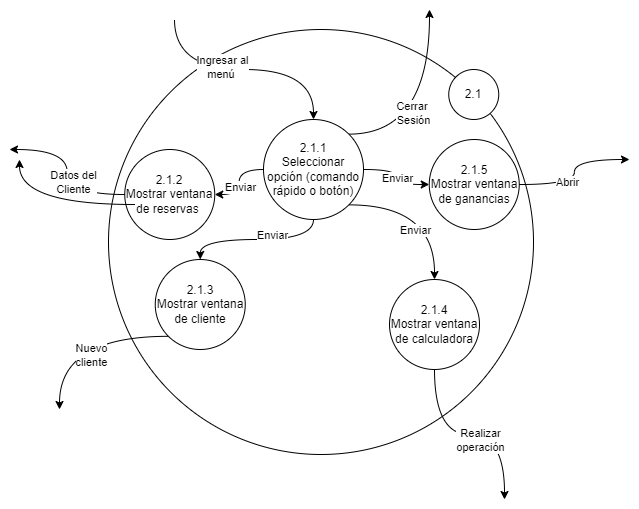 Ingresar al
menú
2.1
Cerrar
Sesión
2.1.1
Seleccionar
opción (comando
rápido o botón)
2.1.5
Mostrar ventana
de ganancias
Enviar
Abrir
2.1.2
Mostrar ventana
de reservas
Enviar
Datos del
Cliente
Enviar
Enviar
2.1.3
Mostrar ventana
de cliente
2.1.4
Mostrar ventana
de calculadora
Nuevo
cliente
Realizar
operación